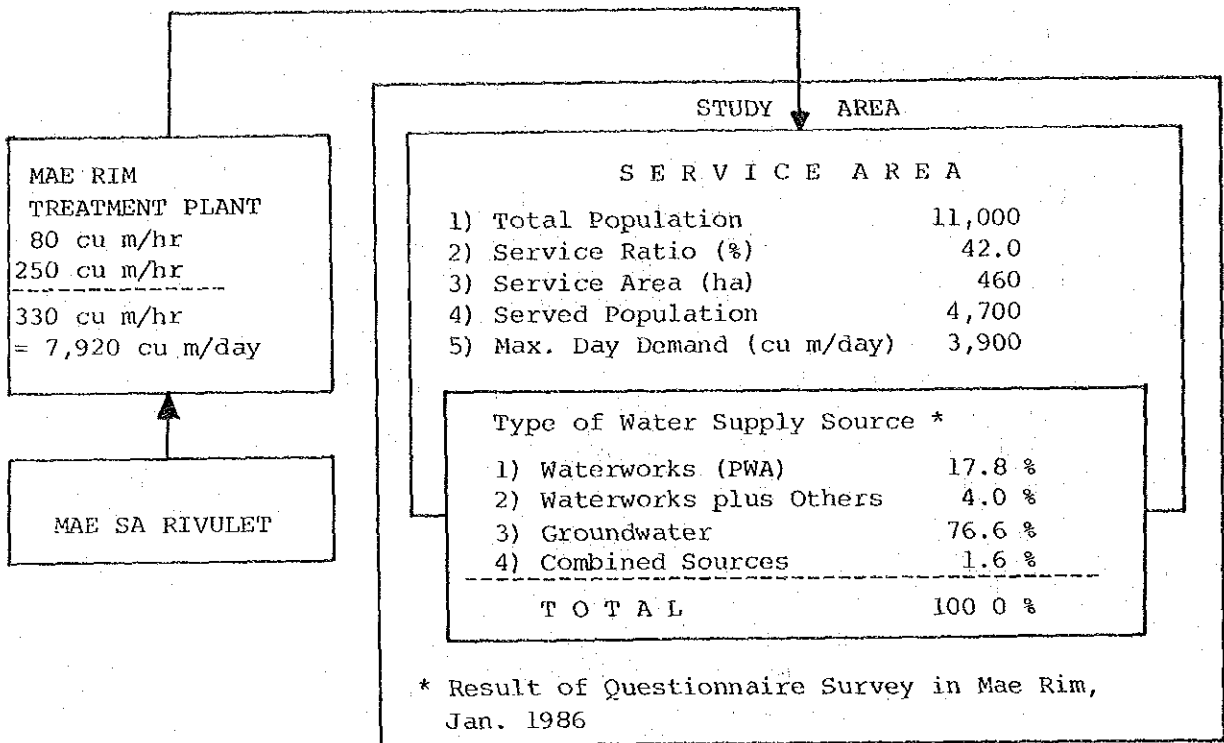 MAE RIM
TREATMENT PLANT
80 cu m/hr
250 cu m/hr
330 cu m/hr
= 7,920 cu m/day
MAE SA RIVULET
STUDY AREA
S E R V I C E A R E A
1) Total Population 11,000
2) Service Ratio (%) 42.0
3) Service Area (ha) 460
4) Served Population 4,700
5) Max. Day Demand (cu m/day) 3,900
Type of Water Supply Source *
1) Waterworks (PWA) 17.8 %
2) Waterworks plus Others 4.0 %
3) Groundwater 76.6 %
4) Combined Sources 1.6 %
T O T A L 100 0 %
* Result of Questionnaire Survey in Mae Rim,
Jan. 1986